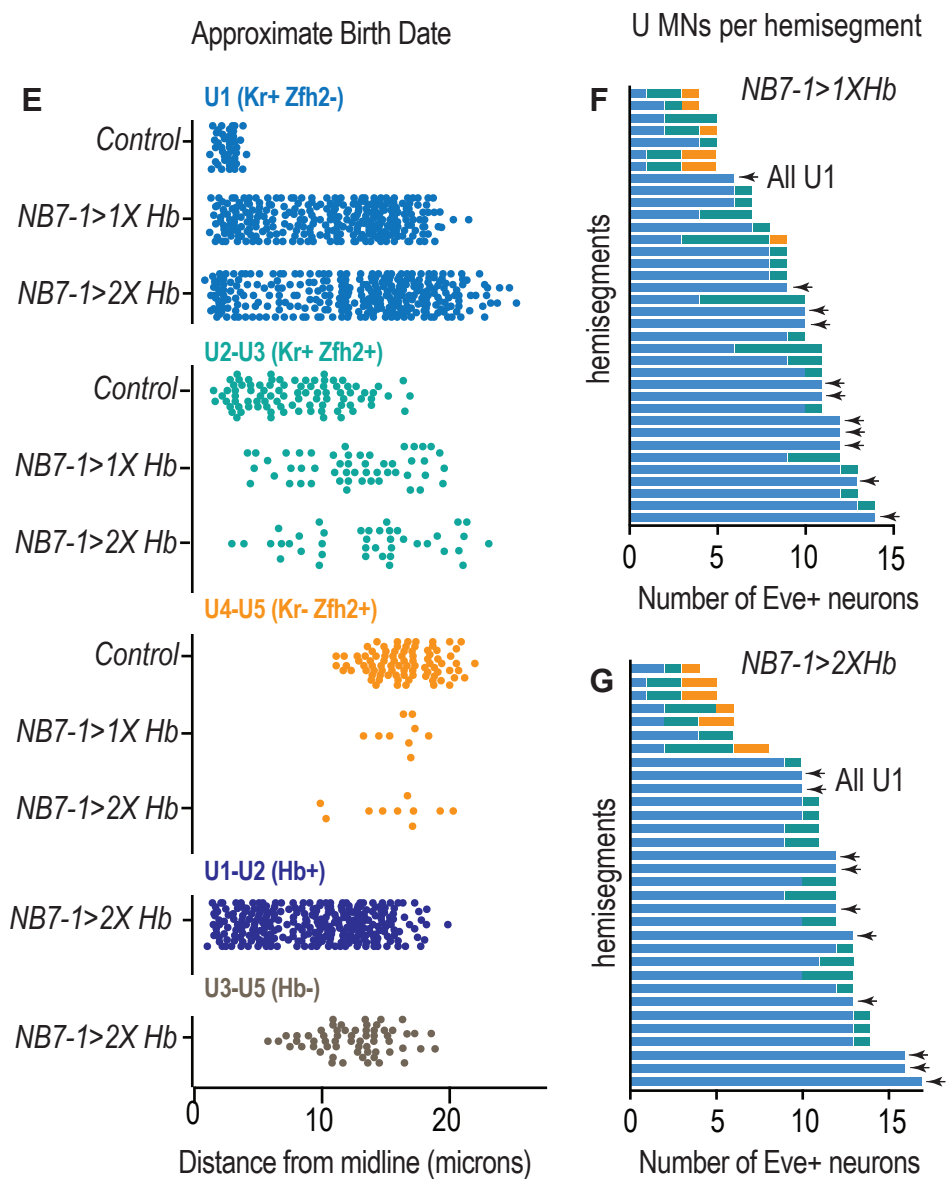 Approximate Birth Date
E
U1 (Kr+ Zfh2-)
Control
NB7-1>1X Hb
NB7-1>2X Hb
U2-U3 (Kr+ Zfh2+)
Control
NB7-1>1X Hb
NB7-1>2X Hb
U4-U5 (Kr- Zfh2+)
Control
NB7-1>1X Hb
NB7-1>2X Hb
U1-U2 (Hb+)
NB7-1>2X Hb
U3-U5 (Hb-)
NB7-1>2X Hb
0 10 20
Distance from midline (microns)
U MNs per hemisegment
F
NB7-1>1XHb
All U1
hemisegments
0 5 10 15
Number of Eve+ neurons
G
NB7-1>2XHb
All U1
hemisegments
0 5 10 15
Number of Eve+ neurons